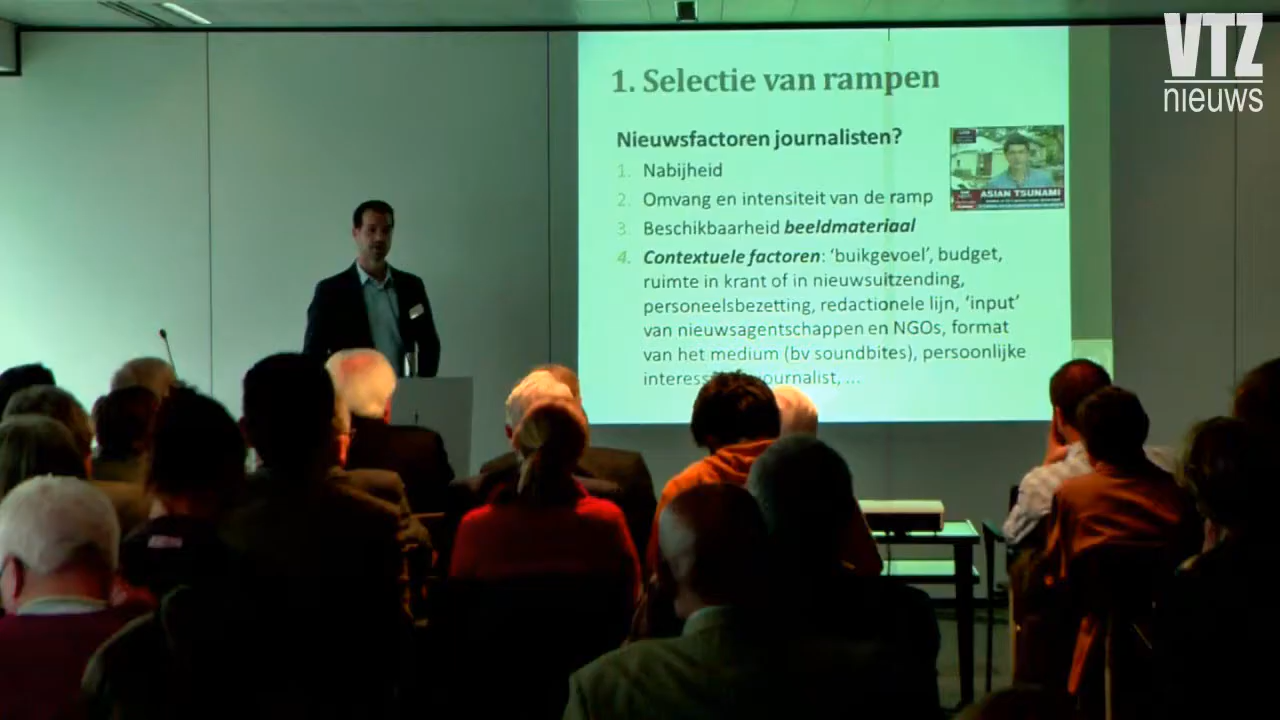 VTZ
nieuws
1. Selectie van rampen
Nieuwsfactoren journalisten?
1. Nabijheid
2. Omvang en intensiteit van de ramp
3. Beschikbaarheid beeldmateriaal
4. Contextuele factoren: ‘buikgevoel’, budget,
ruimte in krant of in nieuwsuitzending,
personeelsbezetting, redactionele lijn, ‘input’
van nieuwsagentschappen en NGOs, format
van het medium (bv soundbites), persoonlijke
journalist, ...
ASIAN TSUNAMI